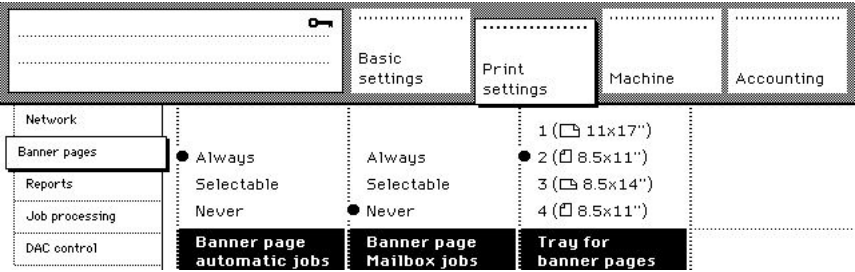 Basic
settings
Print
settings
Machine
Accounting
Network
Banner pages
Reports
Job processing
DAC control
Always
Selectable
Never
Banner page
automatic jobs
Always
Selectable
Never
Banner page
Mailbox jobs
1 ( 11x17")
2 ( 8.5x11")
3 ( 8.5x14")
4 ( 8.5x11")
Tray for
banner pages